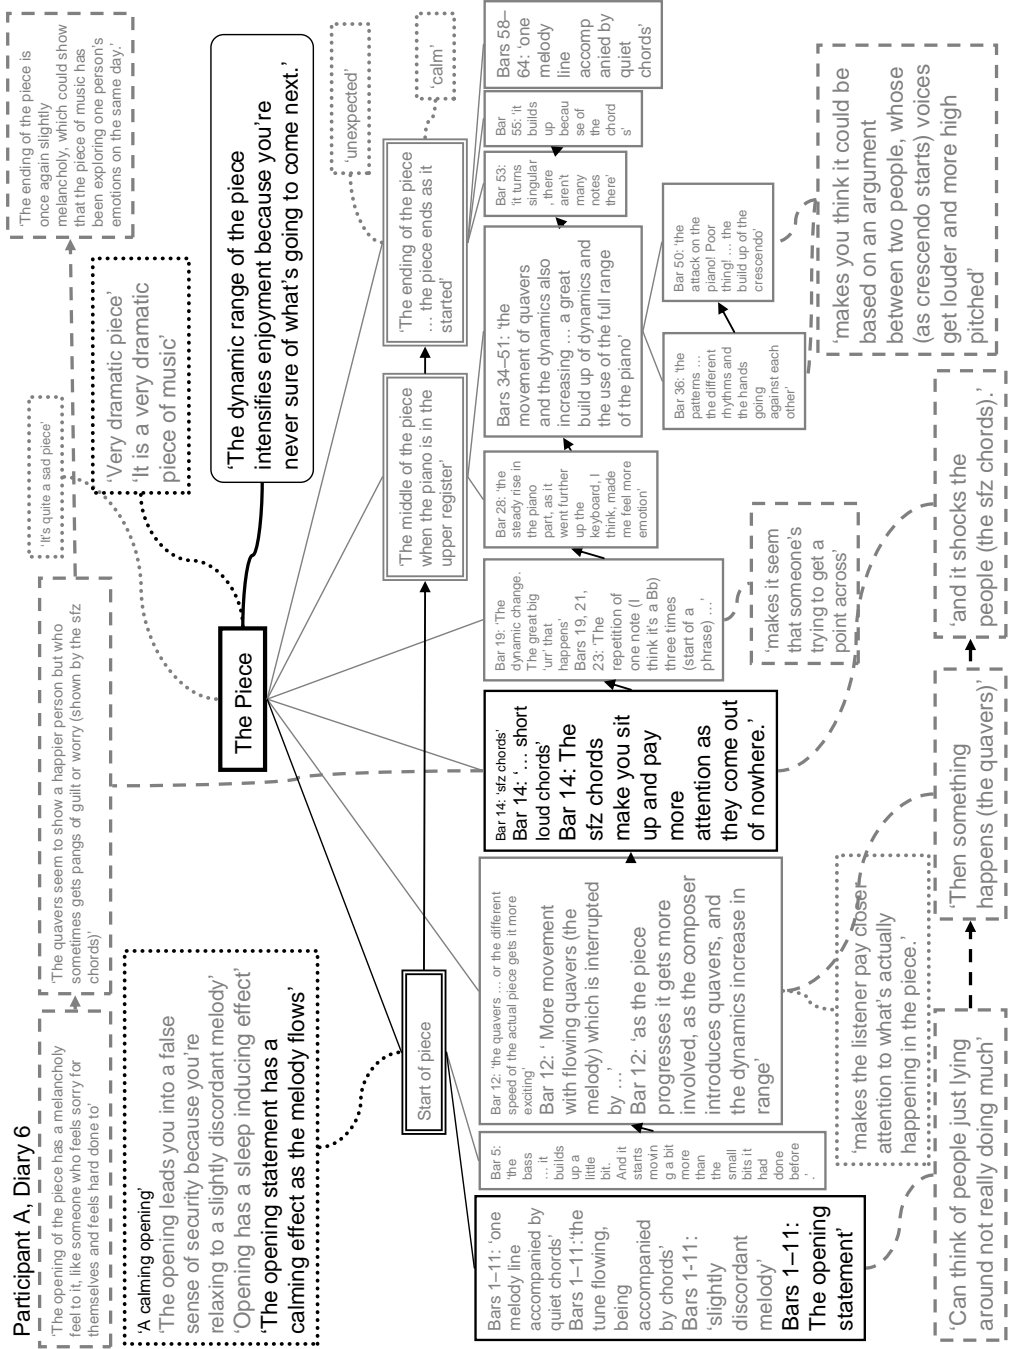 Participant A, Diary 6
‘The opening of the piece has a melancholy
feel to it, like someone who feels sorry for
themselves and feels hard done to’
‘The quavers seem to show a happier person but who
sometimes gets pangs of guilt or worry (shown by the sfz
chords)’
‘The ending of the piece is
once again slightly
melancholy, which could show
that the piece of music has
been exploring one person’s
emotions on the same day.’
‘It’s quite a sad piece’
‘Very dramatic piece’
‘It is a very dramatic
piece of music’
‘A calming opening’
‘The opening leads you into a false
sense of security because you’re
relaxing to a slightly discordant melody’
‘Opening has a sleep inducing effect’
‘The opening statement has a
calming effect as the melody flows’
The Piece
‘The dynamic range of the piece
intensifies enjoyment because you’re
never sure of what’s going to come next.’
‘unexpected’
‘calm’
Start of piece
‘The middle of the piece
when the piano is in the
upper register’
‘The ending of the piece
… the piece ends as it
started’
Bars 1–11: ‘one
melody line
accompanied by
quiet chords’
Bars 1–11:‘the
tune flowing,
being
accompanied
by chords’
Bars 1-11:
‘slightly
discordant
melody’
Bars 1–11:
The opening
statement’
Bar 5:
‘the
bass
… it
builds
up a
little
bit.
And it
starts
movin
g a bit
more
than
the
small
bits it
had
done
before
’.
Bar 12: ‘the quavers … or the different
speed of the actual piece gets it more
exciting’
Bar 12: ‘ More movement
with flowing quavers (the
melody) which is interrupted
by …’
Bar 12: ‘as the piece
progresses it gets more
involved, as the composer
introduces quavers, and
the dynamics increase in
range’
Bar 14: ‘sfz chords’
Bar 14: ‘… short
loud chords’
Bar 14: The
sfz chords
make you sit
up and pay
more
attention as
they come out
of nowhere.’
Bar 19: ‘The
dynamic change.
The great big
‘urr’ that
happens’
Bars 19, 21,
23: ‘The
repetition of
one note (I
think it’s a Bb)
three times
(start of a
phrase) …’
Bar 28: ‘the
steady rise in
the piano
part, as it
went further
up the
keyboard, I
think, made
me feel more
emotion’
Bars 34–51: ‘the
movement of quavers
and the dynamics also
increasing … a great
build up of dynamics and
the use of the full range
of the piano’
Bar 53:
‘it turns
singular
, there
aren’t
many
notes
there’
Bar
55: ‘it
builds
up
becau
se of
the
chord
s’
Bars 58–
64: ‘one
melody
line
accomp
anied by
quiet
chords’
Bar 36: ‘the
patterns …
the different
rhythms and
the hands
going
against each
other’
Bar 50: ‘the
attack on the
piano! Poor
thing! … the
build up of the
crescendo’
‘makes it seem
that someone’s
trying to get a
point across’
‘makes you think it could be
based on an argument
between two people, whose
(as crescendo starts) voices
get louder and more high
pitched’
‘makes the listener pay closer
attention to what’s actually
happening in the piece.’
‘Can think of people just lying
around not really doing much’
‘Then something
happens (the quavers)’
‘and it shocks the
people (the sfz chords).’